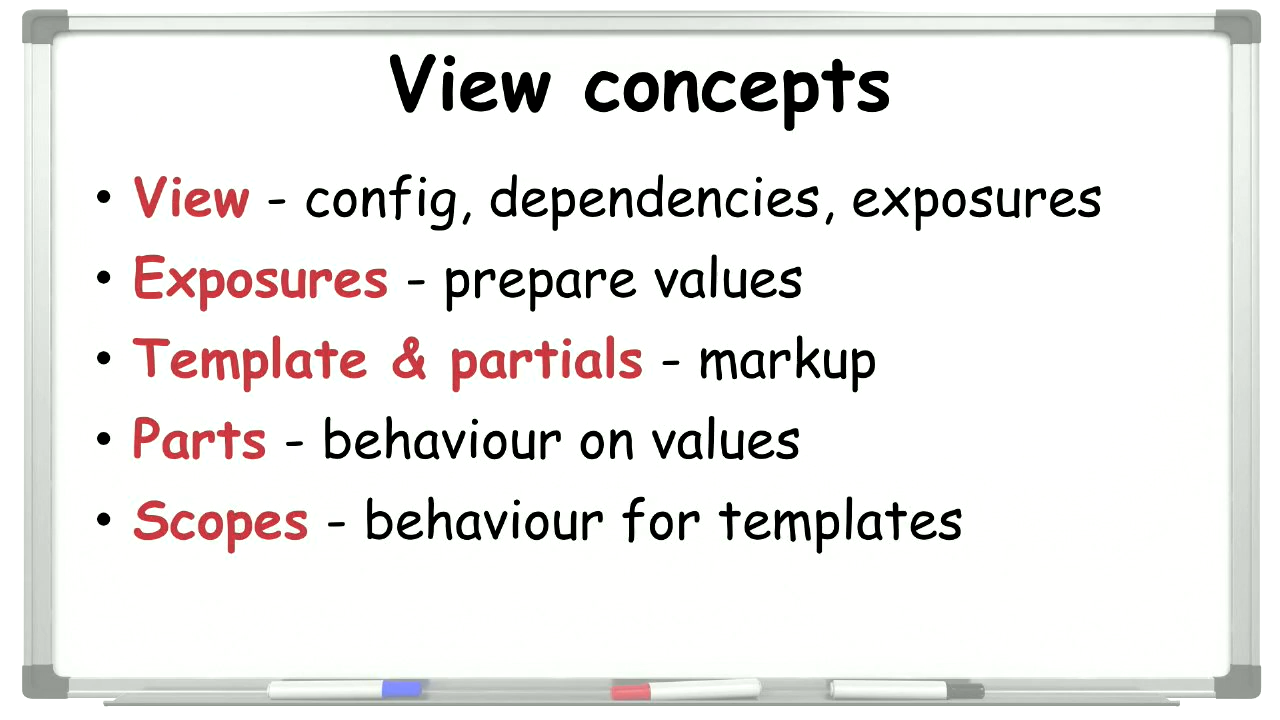 View concepts
• View - config, dependencies, exposures
• Exposures - prepare values
• Template & partials - markup
• Parts - behaviour on values
• Scopes - behaviour for templates